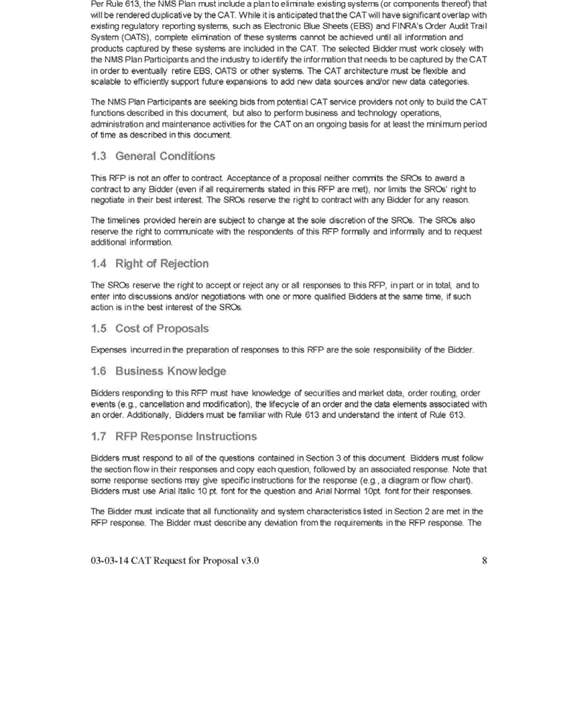 Per Rule 613, the NMS Plan must include a plan to eliminate existing systems (or components thereof) that
will be rendered duplicative by the CAT. While it is anticipated that the CAT will have significant overlap with
existing regulatory reporting systems, such as Electronic Blue Sheets (EBS) and FINRA's Order Audit Trail
System (OATS), complete elimination of these systems cannot be achieved until all information and
products captured by these systems are included in the CAT. The selected Bidder must work closely with
the NMS Plan Participants and the industry to identify the information that needs to be captured by the CAT
in order to eventually retire EBS, OATS or other systems. The CAT architecture must be flexible and
scalable to efficiently support future expansions to add new data sources and/or new data categories.
The NMS Plan Participants are seeking bids from potential CAT service providers not only to build the CAT
functions described in this document, but also to perform business and technology operations,
administration and maintenance activities for the CAT on an ongoing basis for at least the minimum period
of time as described in this document.
1.3 General Conditions
This RFP is not an offer to contract. Acceptance of a proposal neither commits the SROs to award a
contract to any Bidder (even if all requirements stated in this RFP are met), nor limits the SROs' right to
negotiate in their best interest. The SROs reserve the right to contract with any Bidder for any reason.
The timelines provided herein are subject to change at the sole discretion of the SROs. The SROs also
reserve the right to communicate with the respondents of this RFP formally and informally and to request
additional information.
1.4 Right of Rejection
The SROs reserve the right to accept or reject any or all responses to this RFP, in part or in total, and to
enter into discussions and/or negotiations with one or more qualified Bidders at the same time, if such
action is in the best interest of the SROs.
1.5 Cost of Proposals
Expenses incurred in the preparation of responses to this RFP are the sole responsibility of the Bidder.
1.6 Business Knowledge
Bidders responding to this RFP must have knowledge of securities and market data, order routing, order
events (e.g., cancellation and modification), the lifecycle of an order and the data elements associated with
an order. Additionally, Bidders must be familiar with Rule 613 and understand the intent of Rule 613.
1.7 RFP Response Instructions
Bidders must respond to all of the questions contained in Section 3 of this document. Bidders must follow
the section flow in their responses and copy each question, followed by an associated response. Note that
some response sections may give specific instructions for the response (e.g., a diagram or flow chart).
Bidders must use Arial Italic 10 pt. font for the question and Arial Normal 10pt. font for their responses.
The Bidder must indicate that all functionality and system characteristics listed in Section 2 are met in the
RFP response. The Bidder must describe any deviation from the requirements in the RFP response. The
03-03-14 CAT Request for Proposal v3.0 8